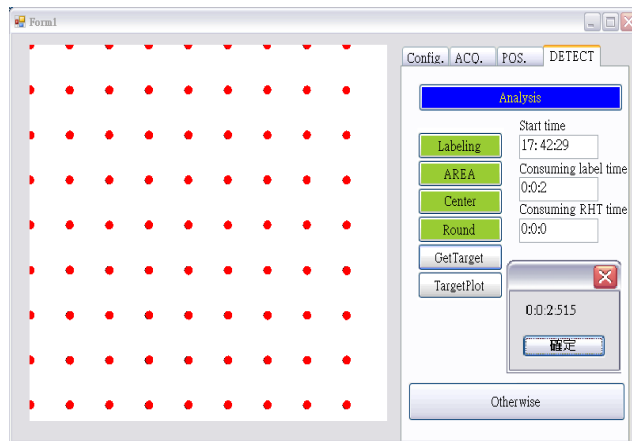 Form1
Config. ACQ. POS. DETECT
Analysis
Start time
Labeling
17:42:29
AREA
Consuming label time
0:0:2
Center
Consuming RHT time
Round
0:0:0
GetTarget
TargetPlot
0:0:2:515
確定
Otherwise